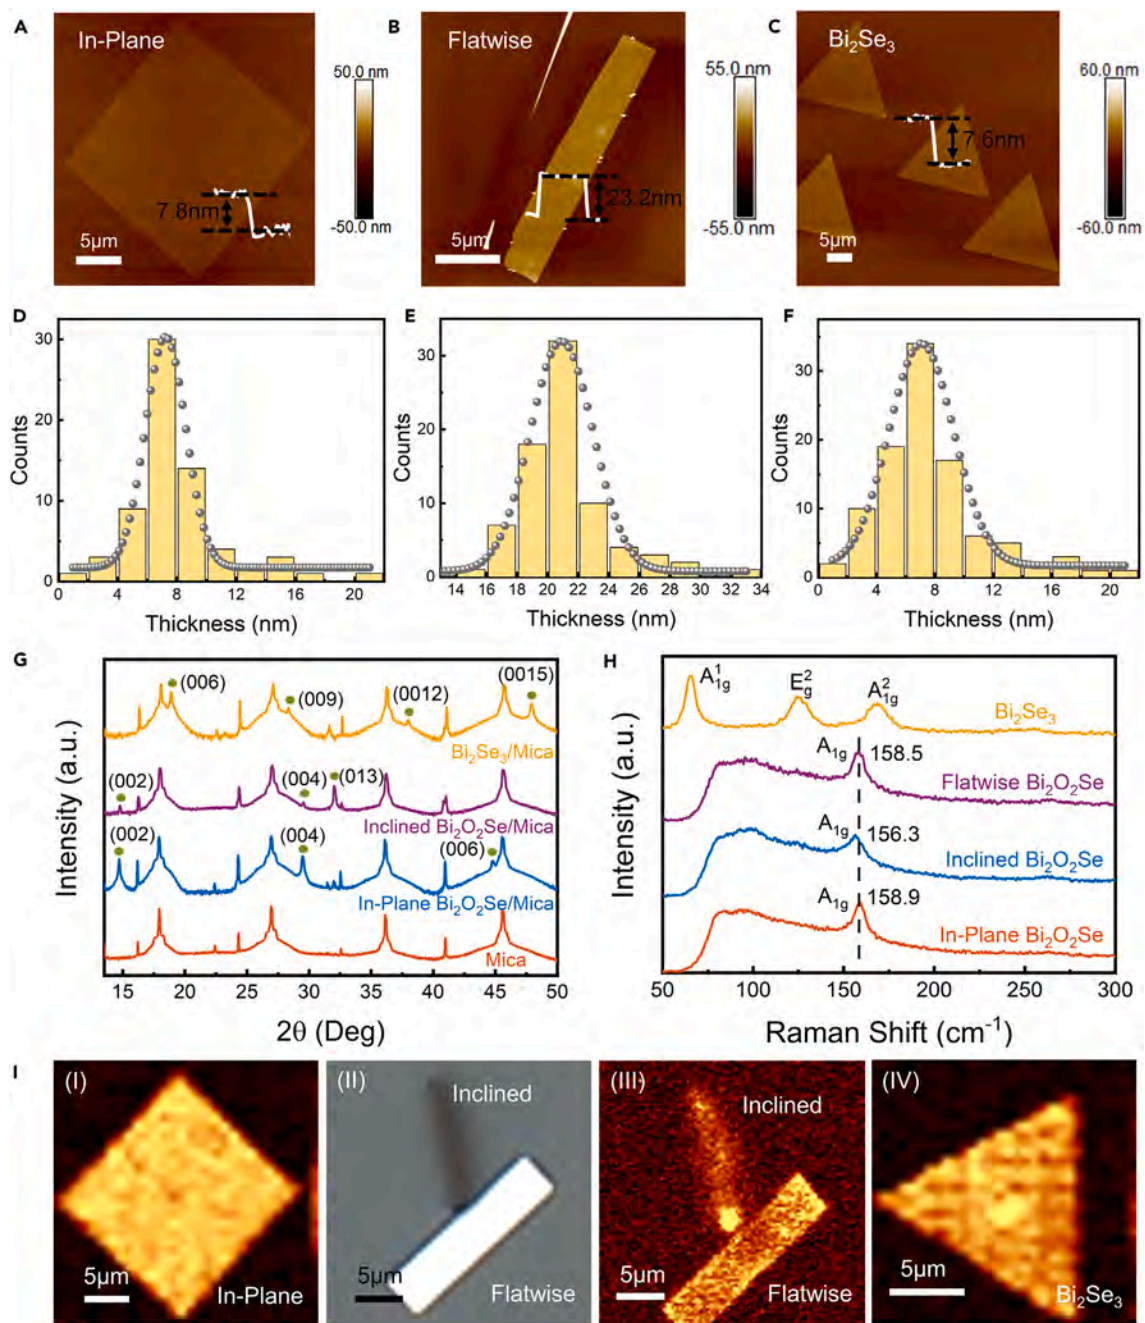 A
In-Plane
50.0 nm
-50.0 nm
7.8nm
5μm
B
Flatwise
55.0 nm
-55.0 nm
23.2nm
5μm
C
Bi₂Se₃
60.0 nm
-60.0 nm
7.6nm
5μm
D
30
20
10
0
Counts
0 4 8 12 16 20
Thickness (nm)
E
30
20
10
0
Counts
14 16 18 20 22 24 26 28 30 32 34
Thickness (nm)
F
30
20
10
0
Counts
0 4 8 12 16 20
Thickness (nm)
G
Intensity (a.u.)
(006)
(009)
(0012)
(0015)
Bi₂Se₃/Mica
(002)
(004)
(013)
Inclined Bi₂O₂Se/Mica
(002)
(004)
(006)
In-Plane Bi₂O₂Se/Mica
Mica
15 20 25 30 35 40 45 50
2θ (Deg)
H
Intensity (a.u.)
A¹₁g
E²g
A²₁g
Bi₂Se₃
A₁g 158.5
Flatwise Bi₂O₂Se
A₁g 156.3
Inclined Bi₂O₂Se
A₁g 158.9
In-Plane Bi₂O₂Se
50 100 150 200 250 300
Raman Shift (cm⁻¹)
I
(I)
5μm
In-Plane
(II)
Inclined
5μm
Flatwise
(III)
Inclined
5μm
Flatwise
(IV)
5μm
Bi₂Se₃